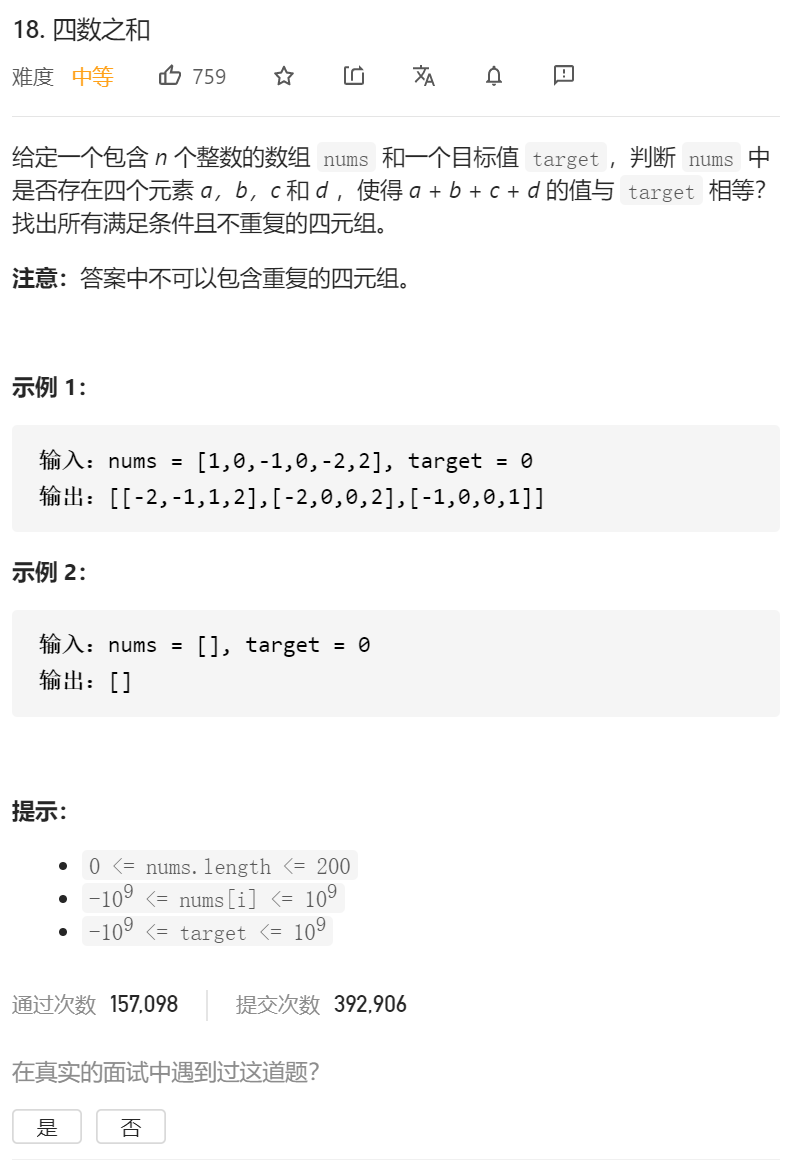 18. 四数之和
难度 中等 759
给定一个包含 n 个整数的数组 nums 和一个目标值 target，判断 nums 中
是否存在四个元素 a，b，c 和 d ，使得 a + b + c + d 的值与 target 相等？
找出所有满足条件且不重复的四元组。
注意：答案中不可以包含重复的四元组。
示例 1：
输入：nums = [1,0,-1,0,-2,2], target = 0
输出：[[-2,-1,1,2],[-2,0,0,2],[-1,0,0,1]]
示例 2：
输入：nums = [], target = 0
输出：[]
提示：
0 <= nums.length <= 200
-10⁹ <= nums[i] <= 10⁹
-10⁹ <= target <= 10⁹
通过次数 157,098 提交次数 392,906
在真实的面试中遇到过这道题？
是 否